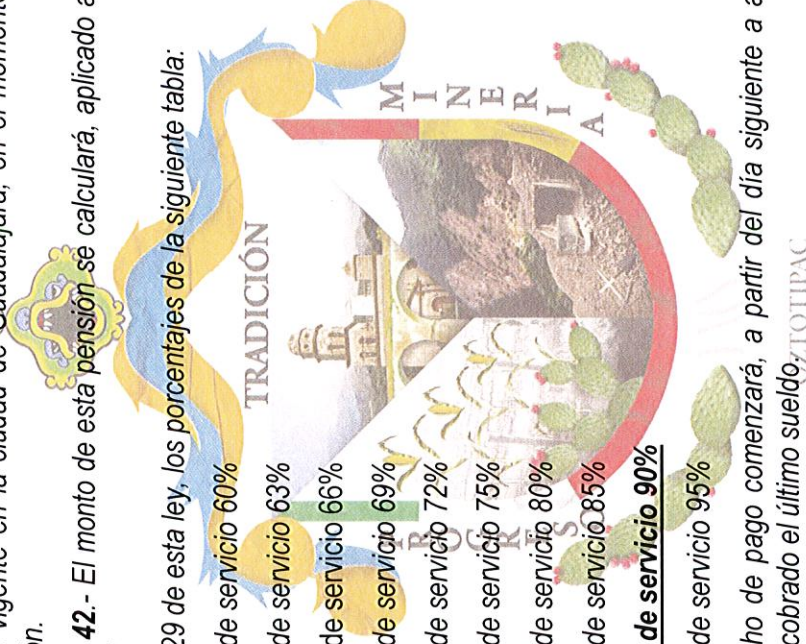 vigente en la ciudad de Guadalajara, en el momento
ón.
42.- El monto de esta pensión se calculará, aplicado a
29 de esta ley, los porcentajes de la siguiente tabla:
de servicio 60%
de servicio 63%
de servicio 66%
de servicio 69%
de servicio 72%
de servicio 75%
de servicio 80%
de servicio 85%
de servicio 90%
de servicio 95%
ho de pago comenzará, a partir del día siguiente a
cobrado el último sueldo.
TRADICIÓN
MINERIA
PROGRESO
OZTOTIPAC